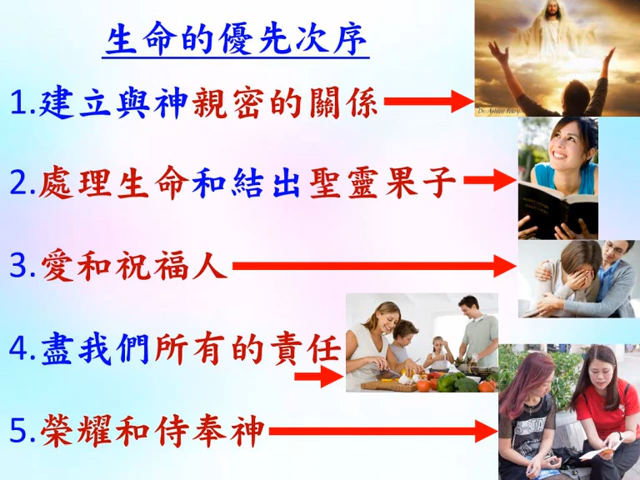 生命的優先次序
1.建立與神親密的關係
2.處理生命和結出聖靈果子
3.愛和祝福人
4.盡我們所有的責任
5.榮耀和侍奉神